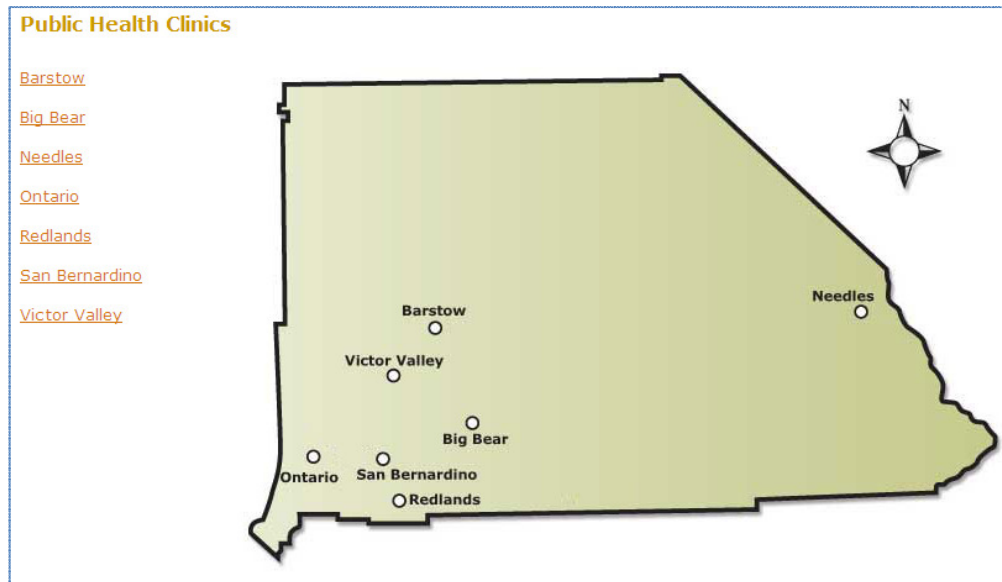 Public Health Clinics
Barstow
Big Bear
Needles
Ontario
Redlands
San Bernardino
Victor Valley
N
Needles
Barstow
Victor Valley
Big Bear
Ontario
San Bernardino
Redlands